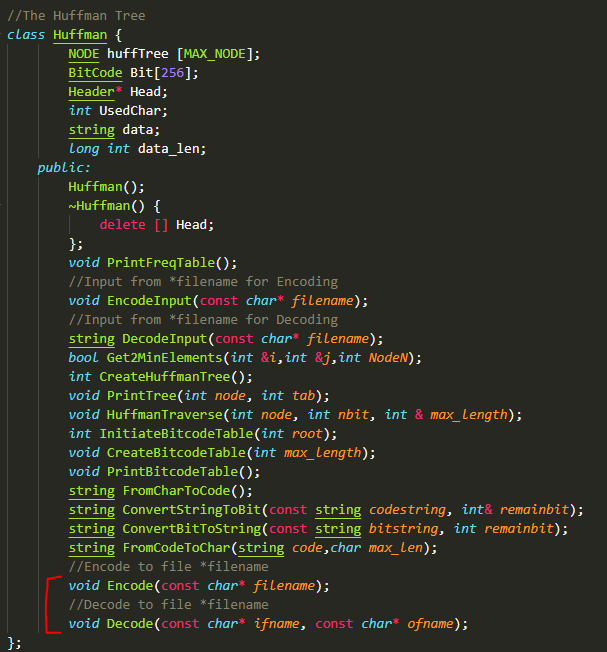 //The Huffman Tree
class Huffman {
NODE huffTree [MAX_NODE];
BitCode Bit[256];
Header* Head;
int UsedChar;
string data;
long int data_len;
public:
Huffman();
~Huffman() {
delete [] Head;
};
void PrintFreqTable();
//Input from *filename for Encoding
void EncodeInput(const char* filename);
//Input from *filename for Decoding
string DecodeInput(const char* filename);
bool Get2MinElements(int &i,int &j,int NodeN);
int CreateHuffmanTree();
void PrintTree(int node, int tab);
void HuffmanTraverse(int node, int nbit, int & max_length);
int InitiateBitcodeTable(int root);
void CreateBitcodeTable(int max_length);
void PrintBitcodeTable();
string FromCharToCode();
string ConvertStringToBit(const string codestring, int& remainbit);
string ConvertBitToString(const string bitstring, int remainbit);
string FromCodeToChar(string code,char max_len);
//Encode to file *filename
void Encode(const char* filename);
//Decode to file *filename
void Decode(const char* ifname, const char* ofname);
};